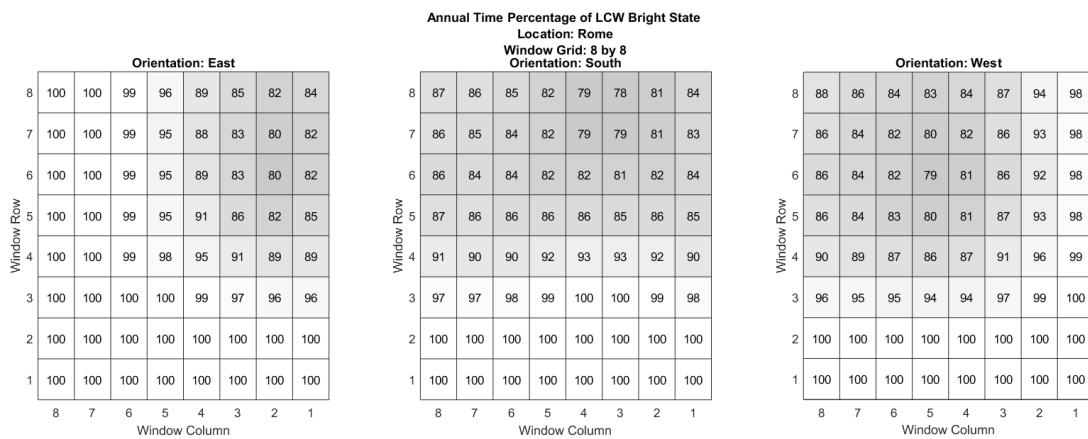 Annual Time Percentage of LCW Bright State
Location: Rome
Window Grid: 8 by 8
Orientation: East
Window Row
8 100 100 99 96 89 85 82 84
7 100 100 99 95 88 83 80 82
6 100 100 99 95 89 83 80 82
5 100 100 99 95 91 86 82 85
4 100 100 99 98 95 91 89 89
3 100 100 100 100 99 97 96 96
2 100 100 100 100 100 100 100 100
1 100 100 100 100 100 100 100 100
8 7 6 5 4 3 2 1
Window Column
Orientation: South
Window Row
8 87 86 85 82 79 78 81 84
7 86 85 84 82 79 79 81 83
6 86 84 84 82 82 81 82 84
5 87 86 86 86 86 85 86 85
4 91 90 90 92 93 93 92 90
3 97 97 98 99 100 100 99 98
2 100 100 100 100 100 100 100 100
1 100 100 100 100 100 100 100 100
8 7 6 5 4 3 2 1
Window Column
Orientation: West
Window Row
8 88 86 84 83 84 87 94 98
7 86 84 82 80 82 86 93 98
6 86 84 82 79 81 86 92 98
5 86 84 83 80 81 87 93 98
4 90 89 87 86 87 91 96 99
3 96 95 95 94 94 97 99 100
2 100 100 100 100 100 100 100 100
1 100 100 100 100 100 100 100 100
8 7 6 5 4 3 2 1
Window Column